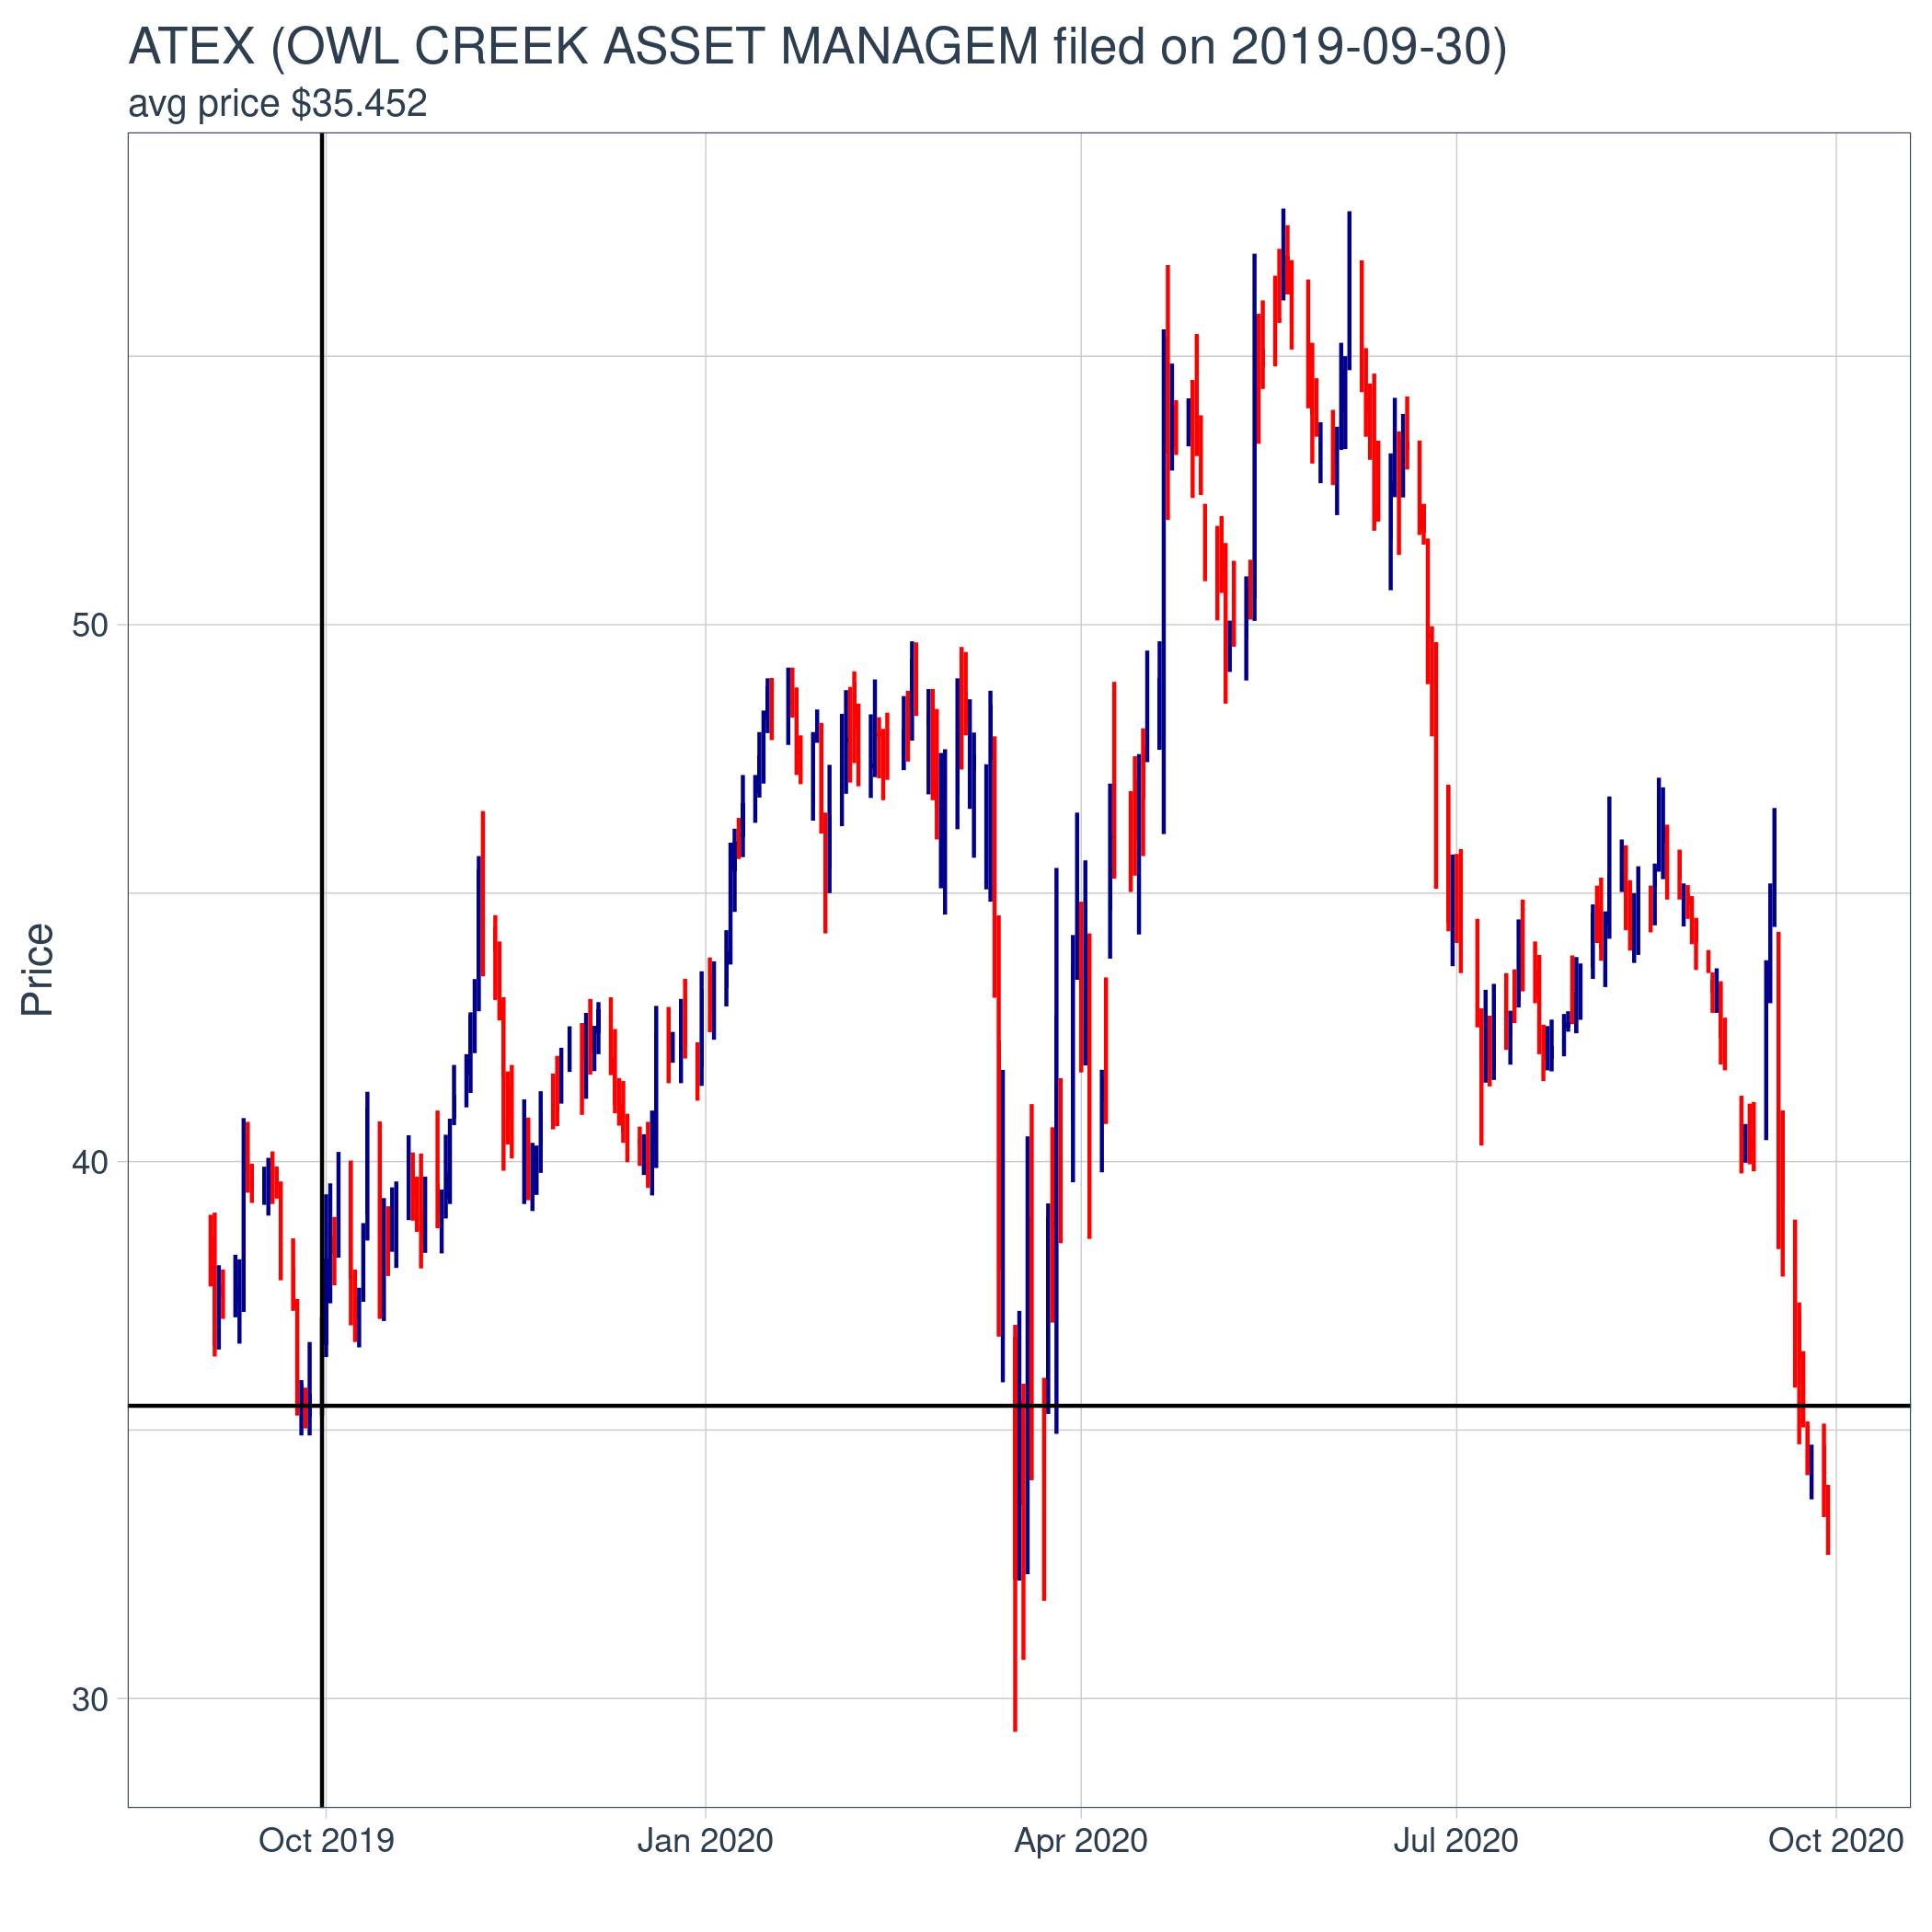 ATEX (OWL CREEK ASSET MANAGEM filed on 2019-09-30)
avg price $35.452
Price
50
40
30
Oct 2019
Jan 2020
Apr 2020
Jul 2020
Oct 2020